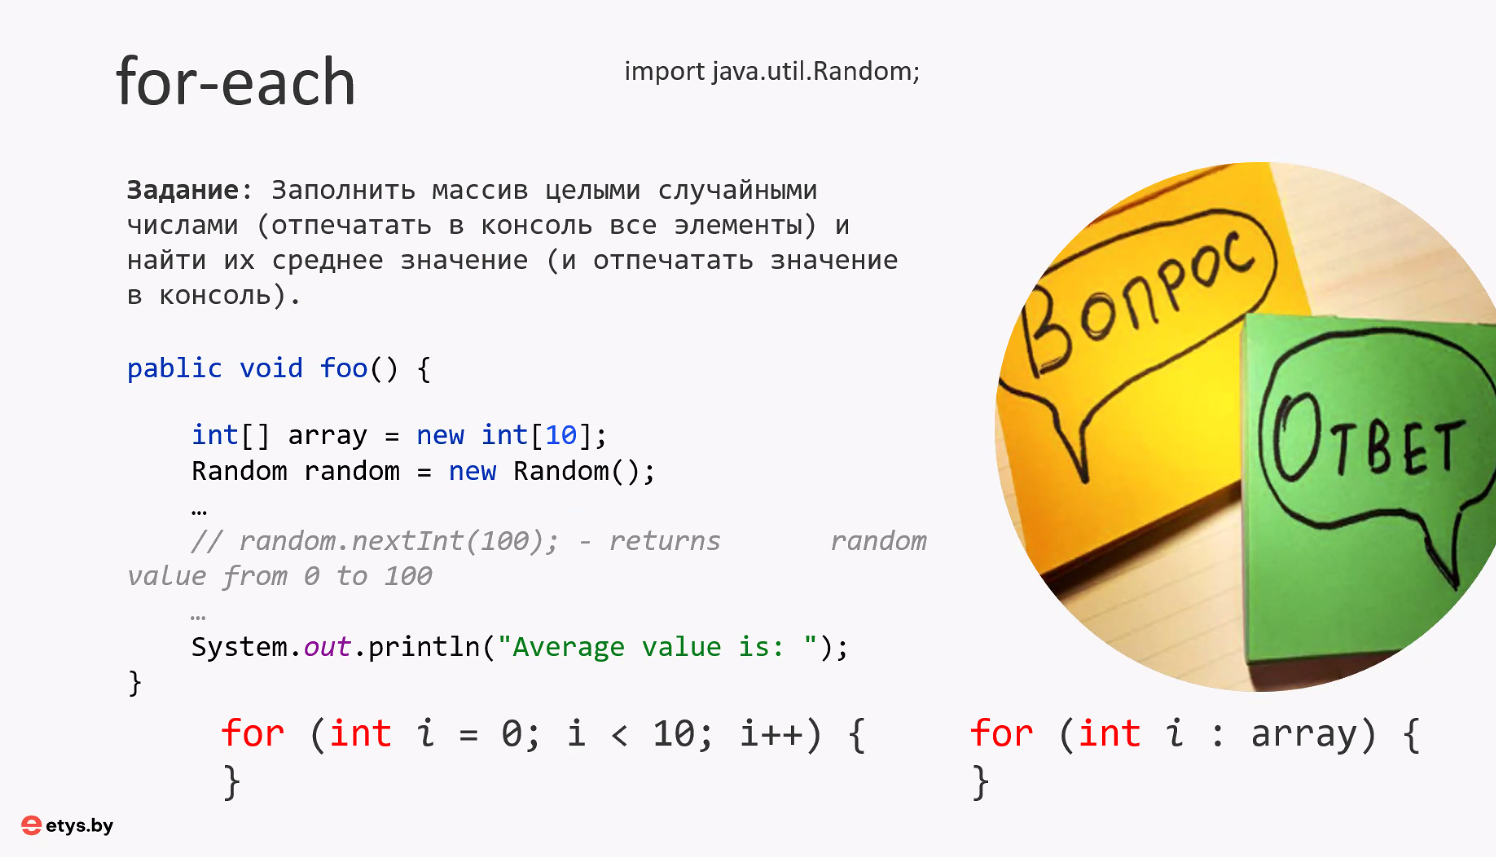 for-each
import java.util.Random;
Задание: Заполнить массив целыми случайными
числами (отпечатать в консоль все элементы) и
найти их среднее значение (и отпечатать значение
в консоль).
pablic void foo() {
int[] array = new int[10];
Random random = new Random();
…
// random.nextInt(100); - returns random
value from 0 to 100
…
System.out.println("Average value is: ");
}
for (int i = 0; i < 10; i++) {
}
for (int i : array) {
}
Вопрос
Ответ
etys.by